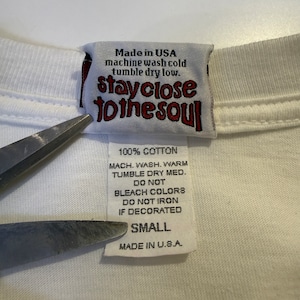 Made in USA
machine wash cold
tumble dry low.
stay close
to the soul
100% COTTON
MACH. WASH. WARM
TUMBLE DRY MED.
DO NOT
BLEACH COLORS
DO NOT IRON
IF DECORATED
SMALL
MADE IN U.S.A.